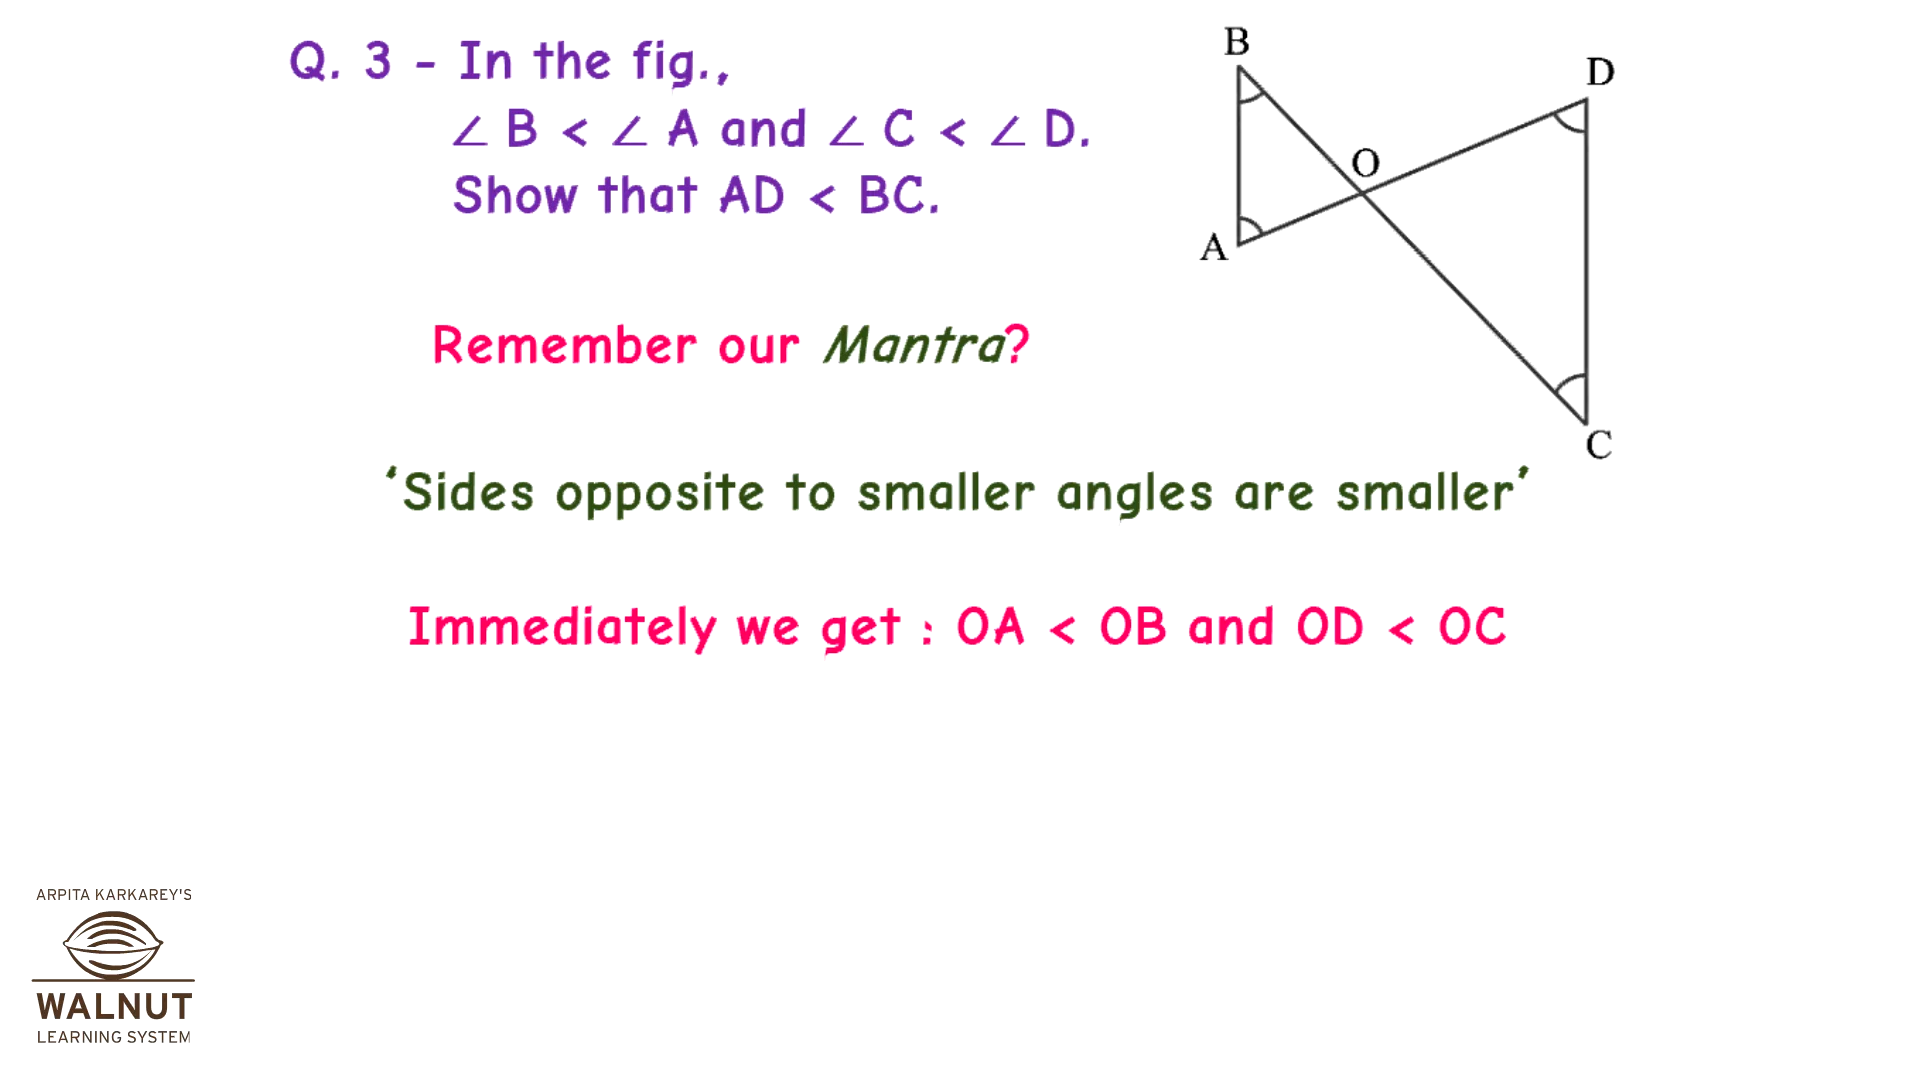 Q. 3 - In the fig.,
∠ B < ∠ A and ∠ C < ∠ D.
Show that AD < BC.
B
D
O
A
C
Remember our Mantra?
‘Sides opposite to smaller angles are smaller’
Immediately we get : OA < OB and OD < OC
ARPITA KARKAREY'S
WALNUT
LEARNING SYSTEM